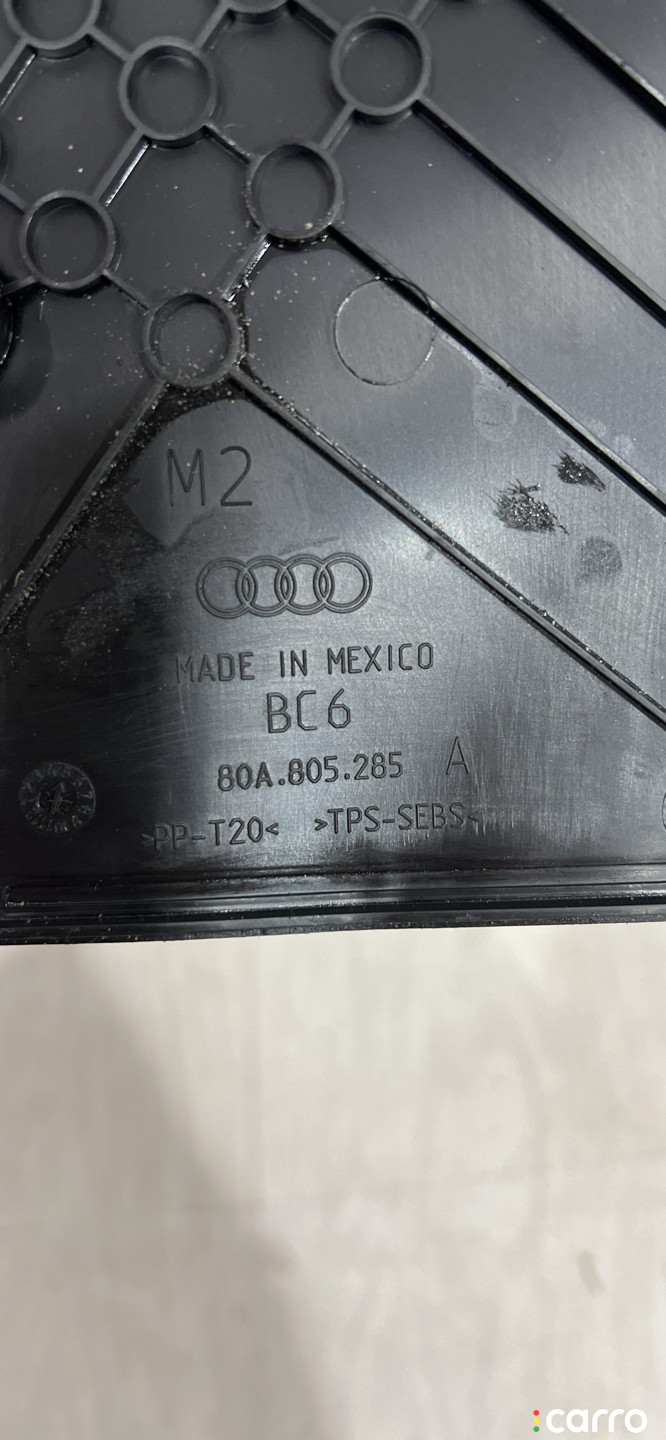 M2
MADE IN MEXICO
BC6
80A.805.285 A
>PP-T20< >TPS-SEBS<
carro